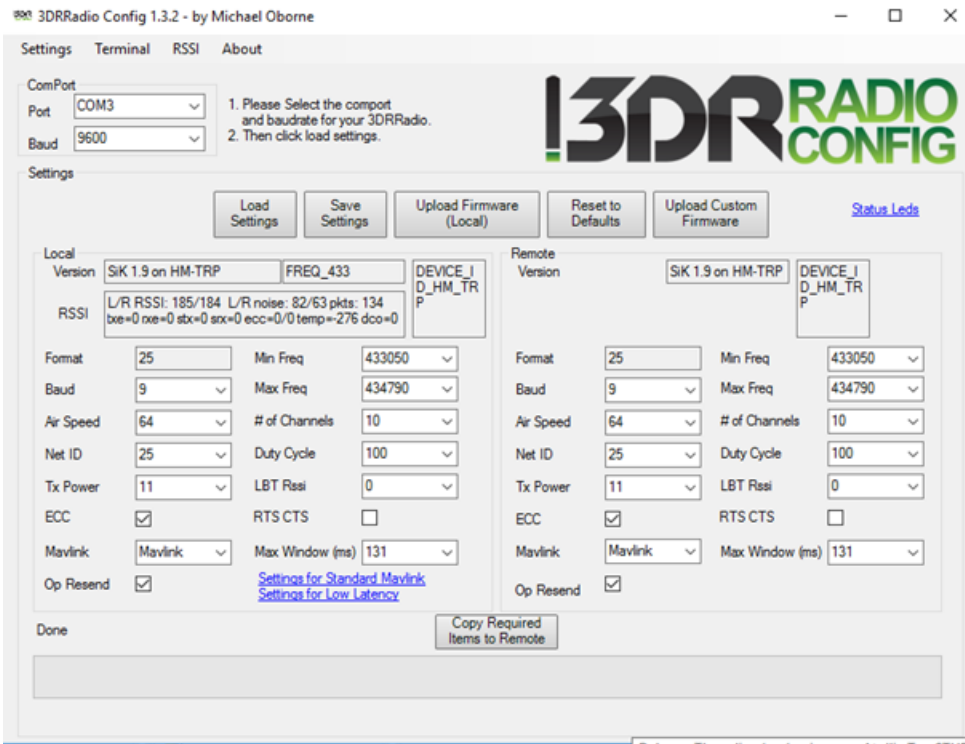 3DRRadio Config 1.3.2 - by Michael Oborne
Settings Terminal RSSI About
ComPort
Port COM3
Baud 9600
1. Please Select the comport
and baudrate for your 3DRRadio.
2. Then click load settings.
!3DR RADIO CONFIG
Settings
Load Settings
Save Settings
Upload Firmware (Local)
Reset to Defaults
Upload Custom Firmware
Status Leds
Local
Version SiK 1.9 on HM-TRP FREQ_433 DEVICE_I
D_HM_TR
P
RSSI L/R RSSI: 185/184 L/R noise: 82/63 pkts: 134
txe=0 rxe=0 stx=0 srx=0 ecc=0/0 temp=-276 dco=0
Format 25 Min Freq 433050
Baud 9 Max Freq 434790
Air Speed 64 # of Channels 10
Net ID 25 Duty Cycle 100
Tx Power 11 LBT Rssi 0
ECC RTS CTS
Mavlink Mavlink Max Window (ms) 131
Op Resend Settings for Standard Mavlink
Settings for Low Latency
Remote
Version SiK 1.9 on HM-TRP DEVICE_I
D_HM_TR
P
Format 25 Min Freq 433050
Baud 9 Max Freq 434790
Air Speed 64 # of Channels 10
Net ID 25 Duty Cycle 100
Tx Power 11 LBT Rssi 0
ECC RTS CTS
Mavlink Mavlink Max Window (ms) 131
Op Resend
Done
Copy Required
Items to Remote